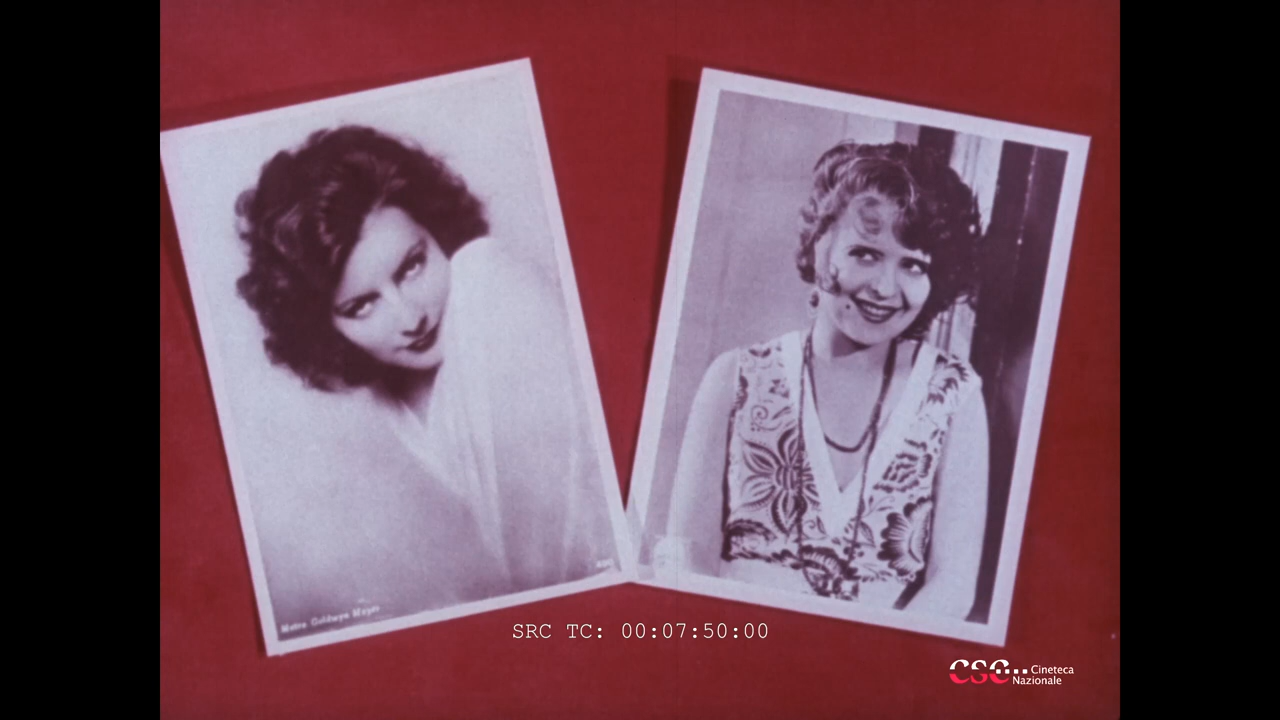 Metro Goldwyn Mayer
SRC TC: 00:07:50:00
CSC... Cineteca
Nazionale